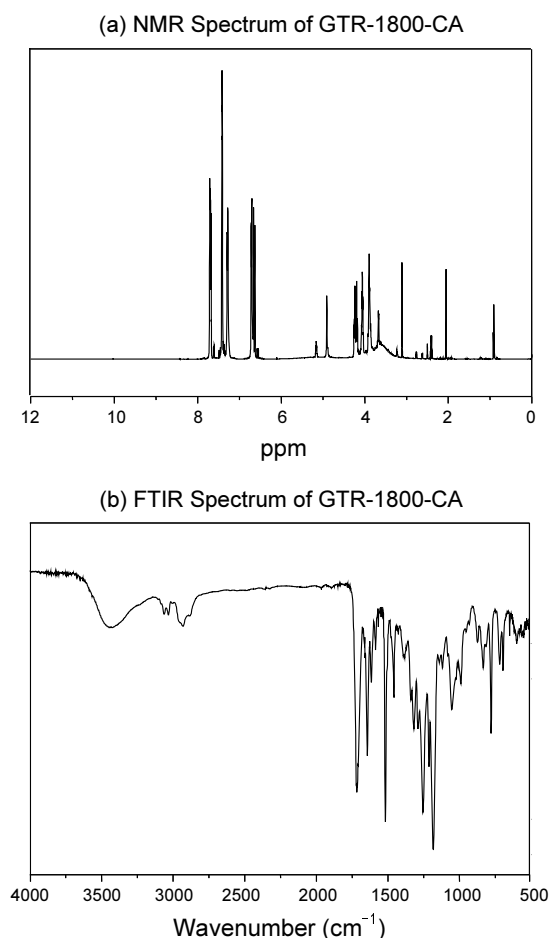 (a) NMR Spectrum of GTR-1800-CA
12 10 8 6 4 2 0
ppm
(b) FTIR Spectrum of GTR-1800-CA
4000 3500 3000 2500 2000 1500 1000 500
Wavenumber (cm⁻¹)